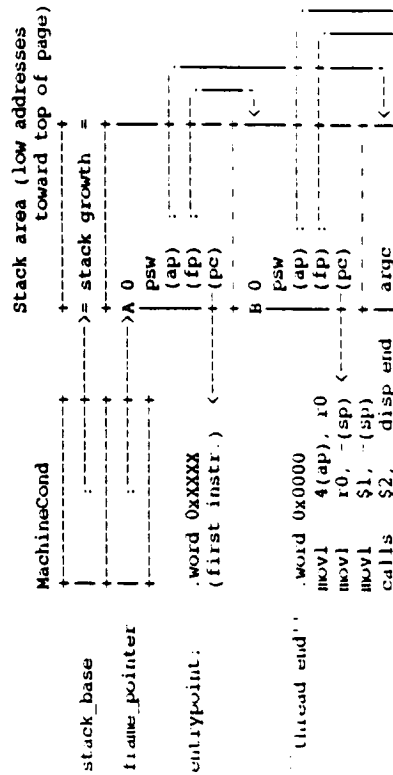 Stack area (low addresses
toward top of page)
MachineCond
stack_base :------->= stack growth =
frame_pointer :------->A 0
psw
(ap) :
(fp) :
entrypoint: .word 0xXXXX <------(pc)
(first instr.)
B 0
psw
(ap) :
(fp) :
``thread end'' .word 0x0000
movl 4(ap), r0 <------(pc)
movl r0, -(sp)
movl $1, -(sp)
calls $2, disp end | argc